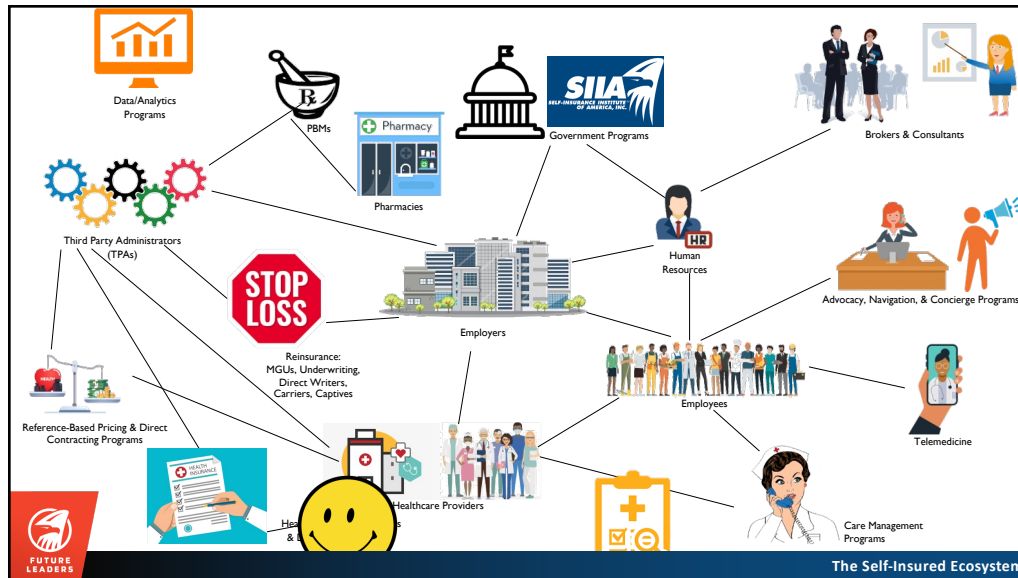 Data/Analytics
Programs
Rx
PBMs
Pharmacy
Pharmacies
SIIA
SELF-INSURANCE INSTITUTE
OF AMERICA, INC.
Government Programs
Brokers & Consultants
Third Party Administrators
(TPAs)
STOP
LOSS
Reinsurance:
MGUs, Underwriting,
Direct Writers,
Carriers, Captives
Employers
HR
Human
Resources
Advocacy, Navigation, & Concierge Programs
Employees
Telemedicine
HEALTH
Reference-Based Pricing & Direct
Contracting Programs
HEALTH
INSURANCE
Healthcare Providers
&
Care Management
Programs
FUTURE
LEADERS
The Self-Insured Ecosystem